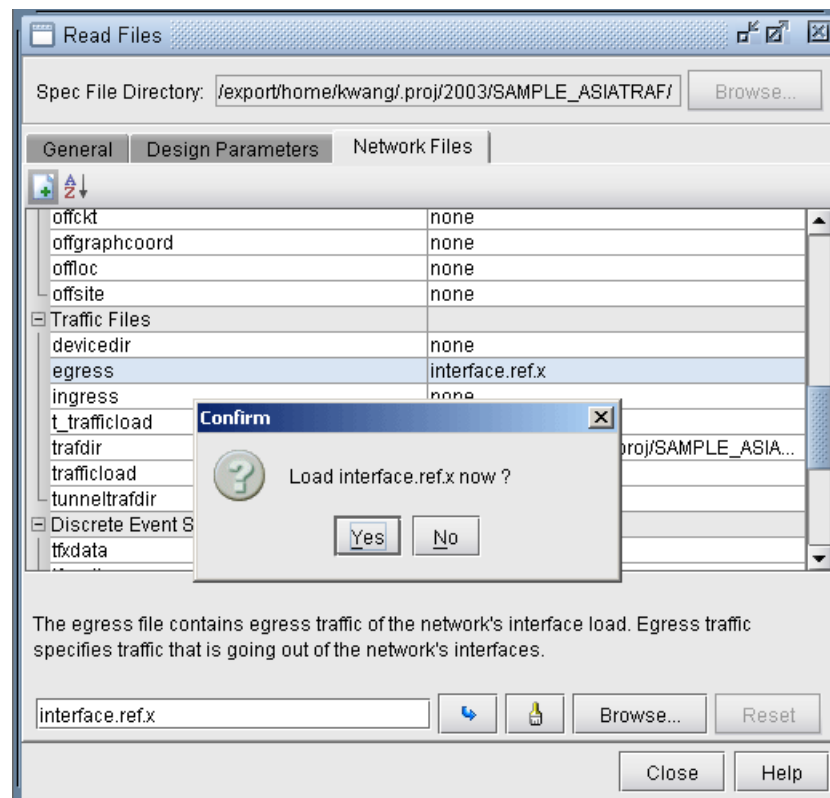 Read Files
Spec File Directory: /export/home/kwang/.proj/2003/SAMPLE_ASIATRAF/ Browse...
General Design Parameters Network Files
offckt none
offgraphcoord none
offloc none
offsite none
Traffic Files
devicedir none
egress interface.ref.x
ingress none
t_trafficload
trafdir proj/SAMPLE_ASIA...
trafficload
tunneltrafdir
Discrete Event S
tfxdata
Confirm
Load interface.ref.x now ?
Yes No
The egress file contains egress traffic of the network's interface load. Egress traffic
specifies traffic that is going out of the network's interfaces.
interface.ref.x Browse... Reset
Close Help